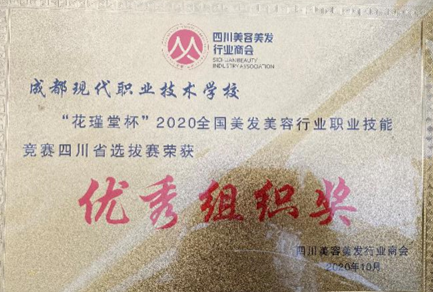 四川美容美发
行业商会
SICHUAN BEAUTY
INDUSTRY ASSOCIATION
成都现代职业技术学校
“花瑾堂杯”2020全国美发美容行业职业技能
竞赛四川省选拔赛荣获
优秀组织奖
四川美容美发行业商会
2020年10月